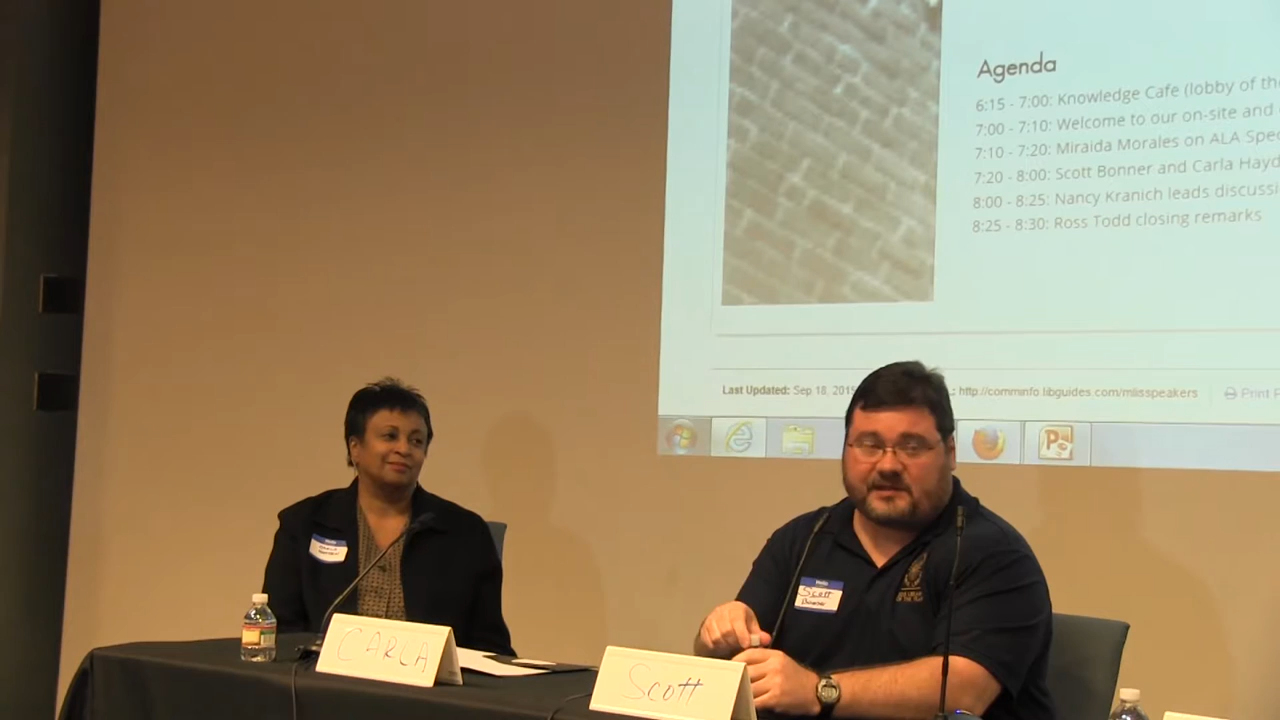 Agenda
6:15 - 7:00: Knowledge Cafe (lobby of the
7:00 - 7:10: Welcome to our on-site and
7:10 - 7:20: Miraida Morales on ALA Spec
7:20 - 8:00: Scott Bonner and Carla Hayd
8:00 - 8:25: Nancy Kranich leads discussi
8:25 - 8:30: Ross Todd closing remarks
Last Updated: Sep 18, 2015 http://comminfo.libguides.com/mlisspeakers Print P
Hello
Scott
Bonner
CARLA
Scott